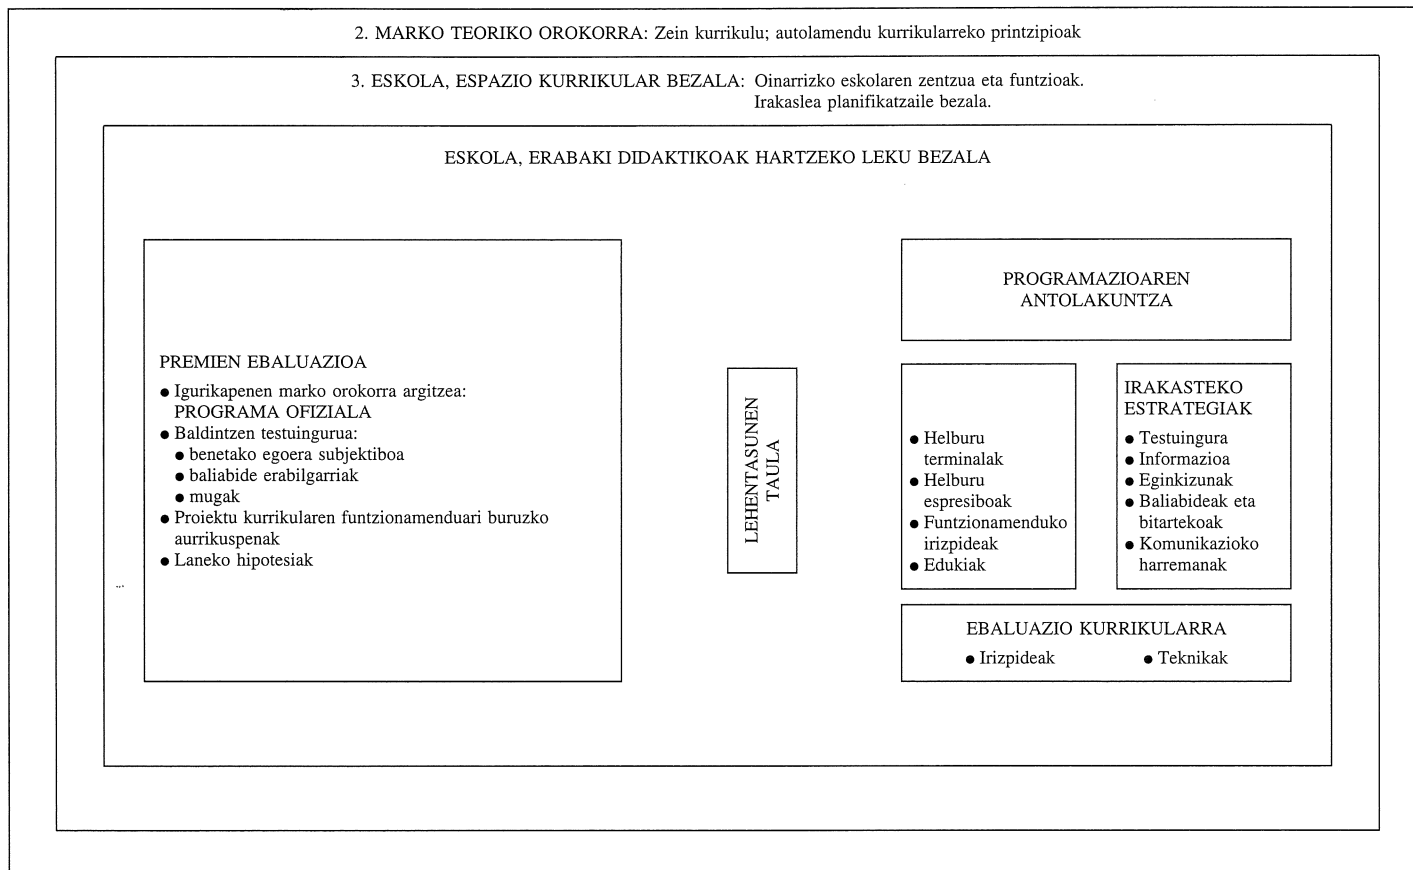 2. MARKO TEORIKO OROKORRA: Zein kurrikulu; autolamendu kurrikularreko printzipioak
3. ESKOLA, ESPAZIO KURRIKULAR BEZALA: Oinarrizko eskolaren zentzua eta funtzioak.
Irakaslea planifikatzaile bezala.
ESKOLA, ERABAKI DIDAKTIKOAK HARTZEKO LEKU BEZALA
PREMIEN EBALUAZIOA
● Igurikapenen marko orokorra argitzea:
PROGRAMA OFIZIALA
● Baldintzen testuingurua:
● benetako egoera subjektiboa
● baliabide erabilgarriak
● mugak
● Proiektu kurrikularen funtzionamenduari buruzko
aurrikuspenak
● Laneko hipotesiak
LEHENTASUNEN
TAULA
PROGRAMAZIOAREN
ANTOLAKUNTZA
● Helburu
terminalak
● Helburu
espresiboak
● Funtzionamenduko
irizpideak
● Edukiak
IRAKASTEKO
ESTRATEGIAK
● Testuingura
● Informazioa
● Eginkizunak
● Baliabideak eta
bitartekoak
● Komunikazioko
harremanak
EBALUAZIO KURRIKULARRA
● Irizpideak ● Teknikak